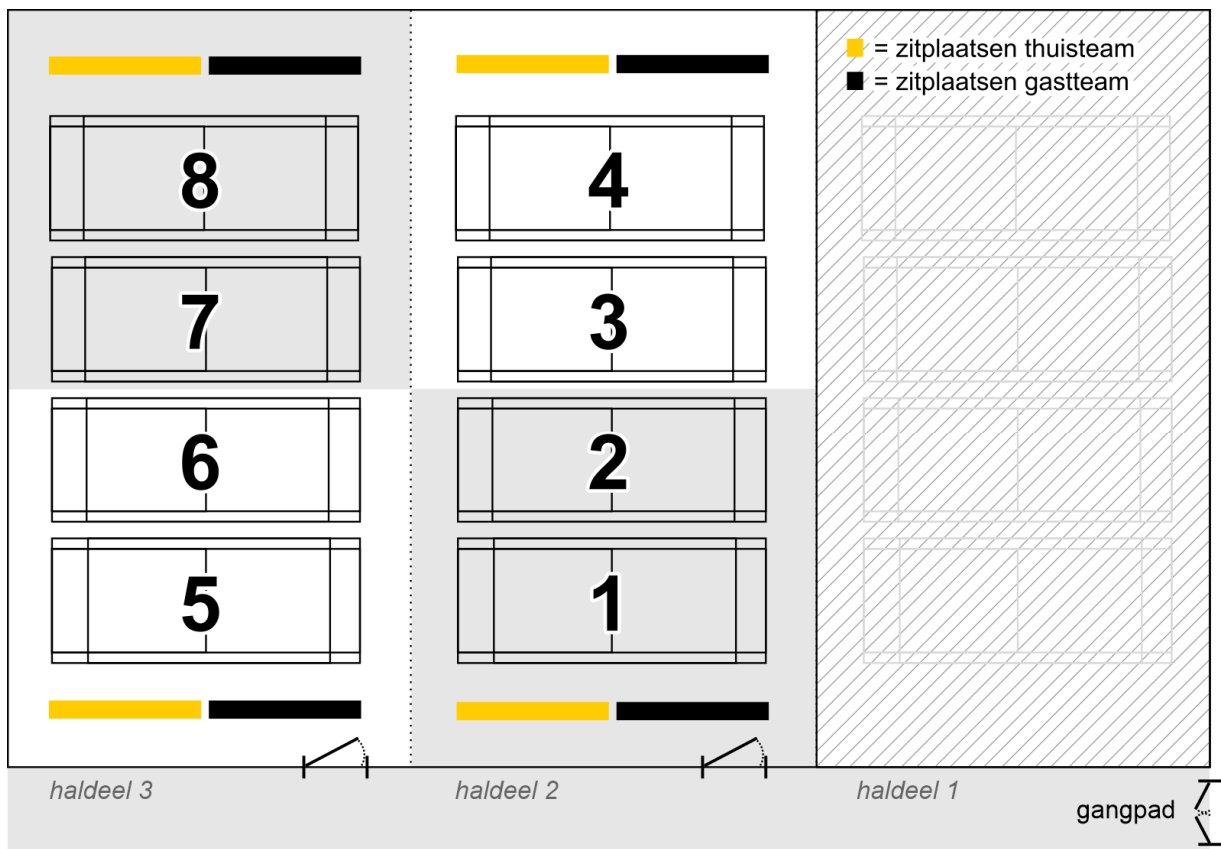 = zitplaatsen thuisteam
= zitplaatsen gastteam
8
4
7
3
6
2
5
1
haldeel 3
haldeel 2
haldeel 1
gangpad